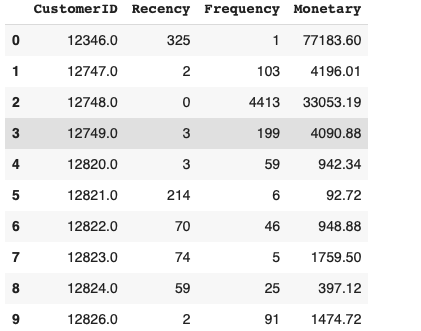 CustomerID Recency Frequency Monetary
0 12346.0 325 1 77183.60
1 12747.0 2 103 4196.01
2 12748.0 0 4413 33053.19
3 12749.0 3 199 4090.88
4 12820.0 3 59 942.34
5 12821.0 214 6 92.72
6 12822.0 70 46 948.88
7 12823.0 74 5 1759.50
8 12824.0 59 25 397.12
9 12826.0 2 91 1474.72